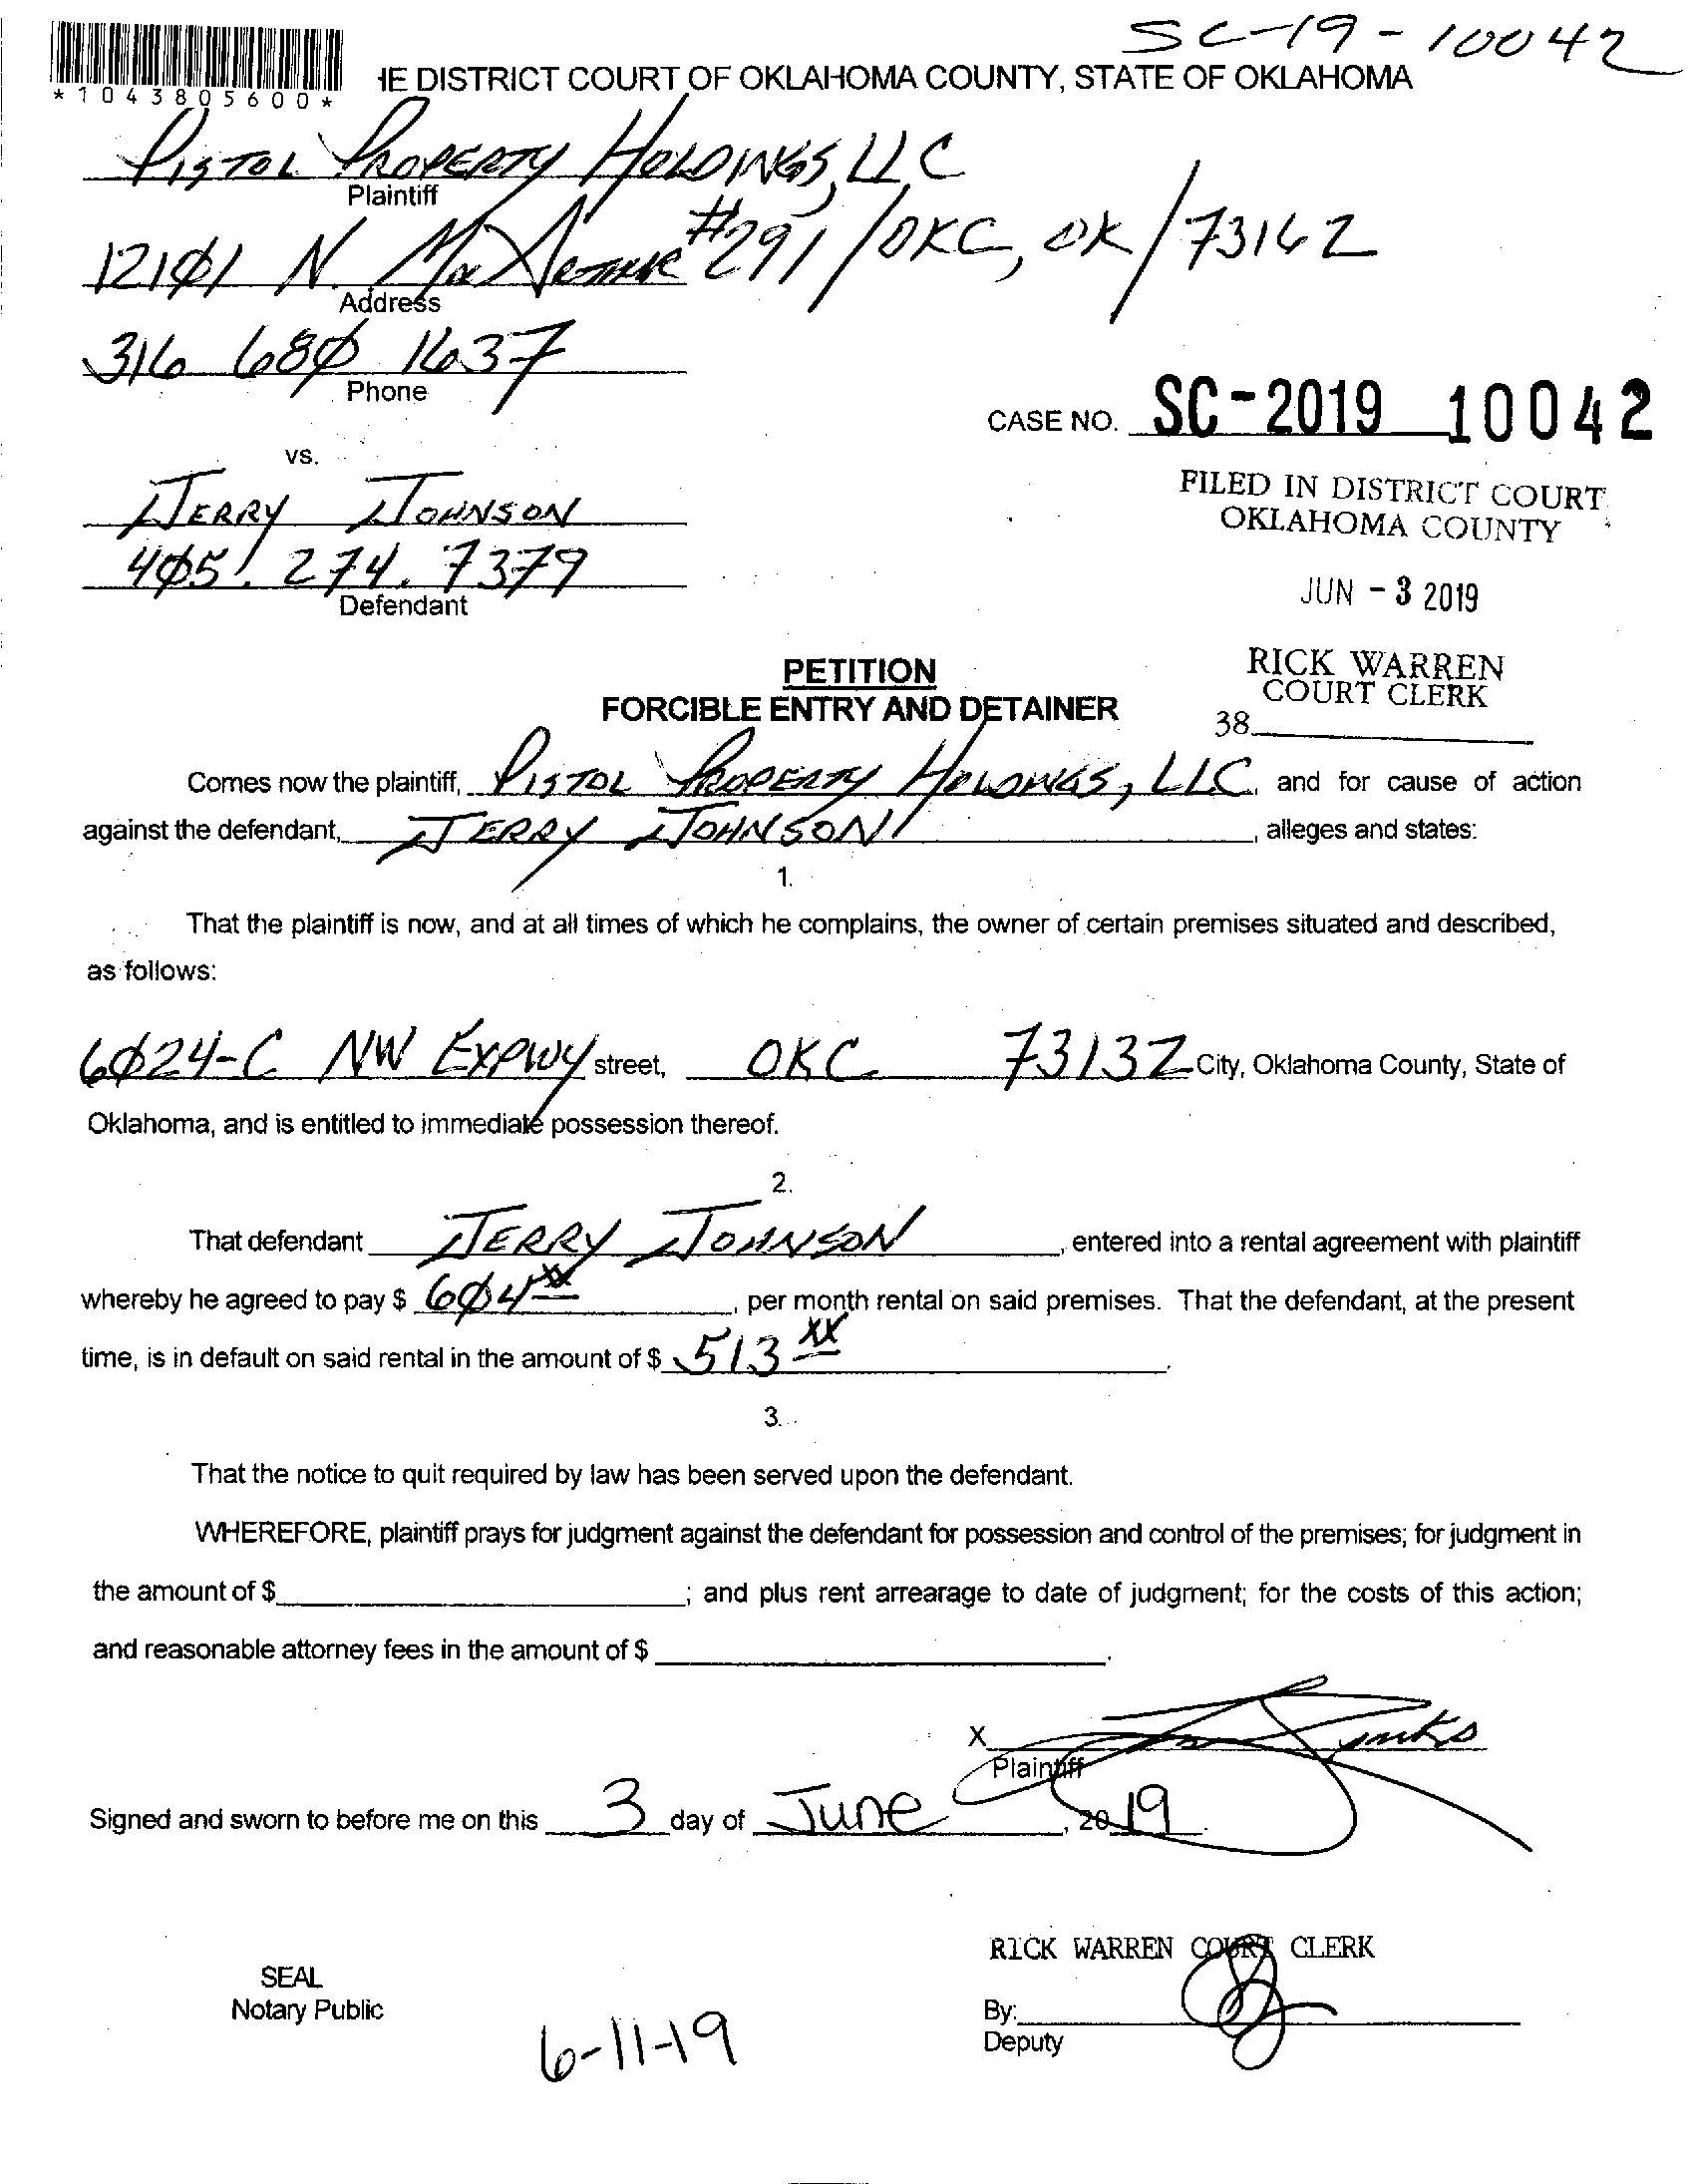 SC-19-10042
*1043805600*
HE DISTRICT COURT OF OKLAHOMA COUNTY, STATE OF OKLAHOMA
PISTOL PROPERTY HOLDINGS, LLC
Plaintiff
12101 N. MacArthur #291 / OKC, OK / 73162
Address
316 680 1637
Phone
CASE NO. SC-2019 10042
vs.
FILED IN DISTRICT COURT
OKLAHOMA COUNTY
JERRY JOHNSON
405. 274. 7379
Defendant
JUN - 3 2019
RICK WARREN
COURT CLERK
38
PETITION
FORCIBLE ENTRY AND DETAINER
Comes now the plaintiff, PISTOL PROPERTY HOLDINGS, LLC, and for cause of action
against the defendant, JERRY JOHNSON, alleges and states:
1.
That the plaintiff is now, and at all times of which he complains, the owner of certain premises situated and described,
as follows:
6024-C NW EXPWY street, OKC 73132 City, Oklahoma County, State of
Oklahoma, and is entitled to immediate possession thereof.
2.
That defendant JERRY JOHNSON, entered into a rental agreement with plaintiff
whereby he agreed to pay $ 604 xx, per month rental on said premises. That the defendant, at the present
time, is in default on said rental in the amount of $ 513 xx.
3.
That the notice to quit required by law has been served upon the defendant.
WHEREFORE, plaintiff prays for judgment against the defendant for possession and control of the premises; for judgment in
the amount of $ ; and plus rent arrearage to date of judgment; for the costs of this action;
and reasonable attorney fees in the amount of $ .
X
Plaintiff
Signed and sworn to before me on this 3 day of June, 2019.
RICK WARREN COURT CLERK
SEAL
Notary Public
By:
Deputy
6-11-19